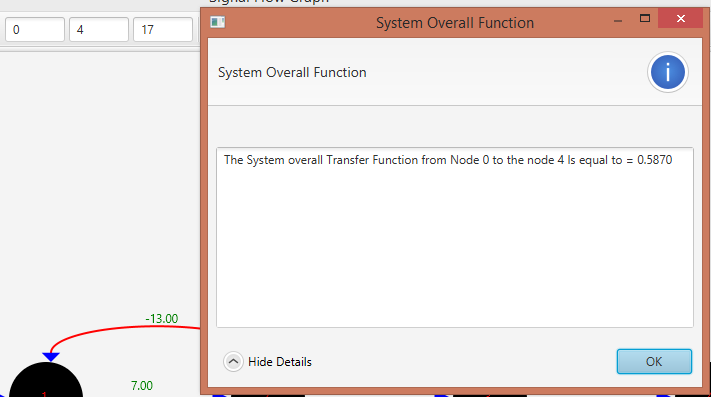 Signal Flow Graph
System Overall Function
0
4
17
System Overall Function
The System overall Transfer Function from Node 0 to the node 4 Is equal to = 0.5870
-13.00
Hide Details
OK
7.00
1